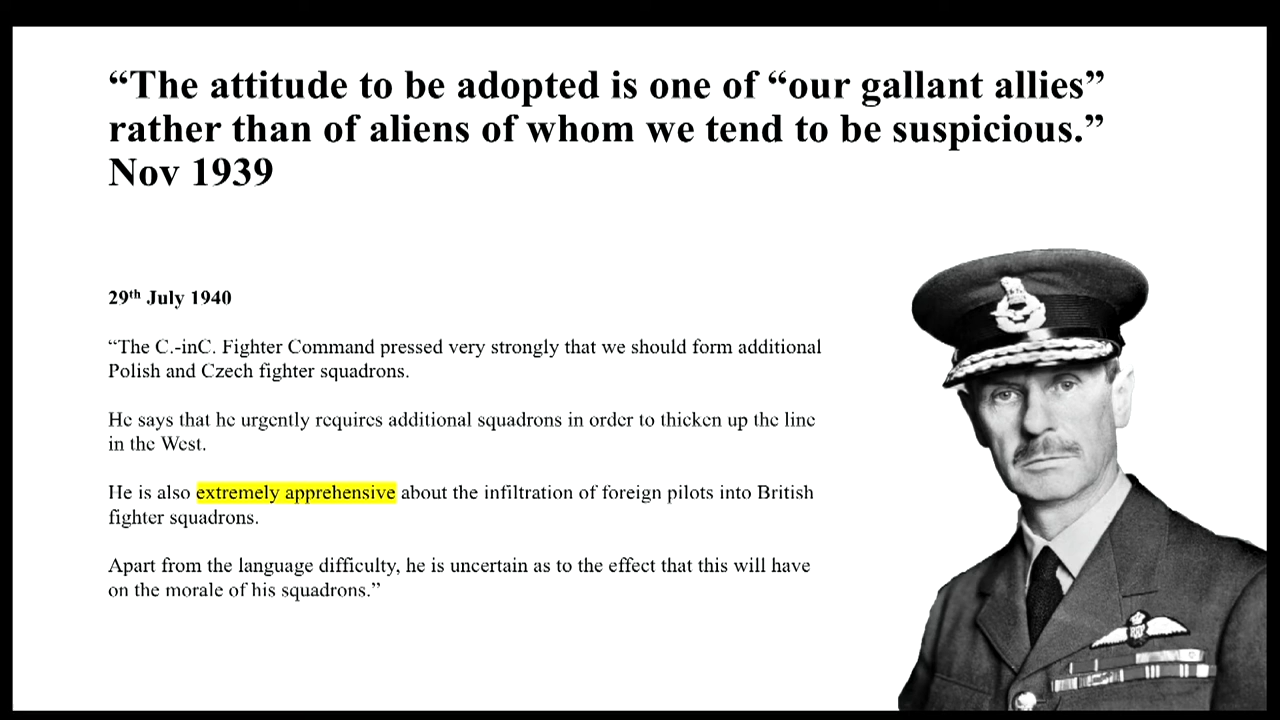 “The attitude to be adopted is one of “our gallant allies”
rather than of aliens of whom we tend to be suspicious.”
Nov 1939
29th July 1940
“The C.-inC. Fighter Command pressed very strongly that we should form additional
Polish and Czech fighter squadrons.
He says that he urgently requires additional squadrons in order to thicken up the line
in the West.
He is also extremely apprehensive about the infiltration of foreign pilots into British
fighter squadrons.
Apart from the language difficulty, he is uncertain as to the effect that this will have
on the morale of his squadrons.”